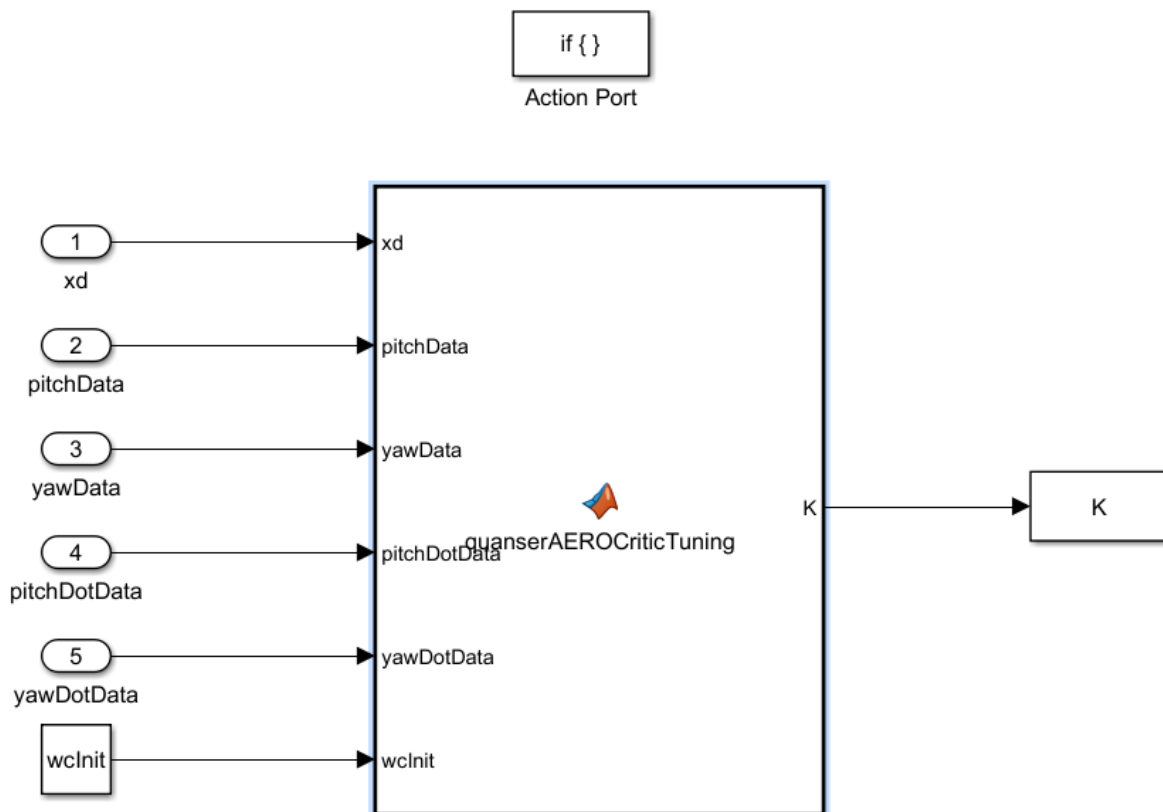 if { }
Action Port
1
xd
xd
2
pitchData
pitchData
3
yawData
yawData
K
K
quanserAEROCriticTuning
4
pitchDotData
pitchDotData
5
yawDotData
yawDotData
wcInit
wcInit